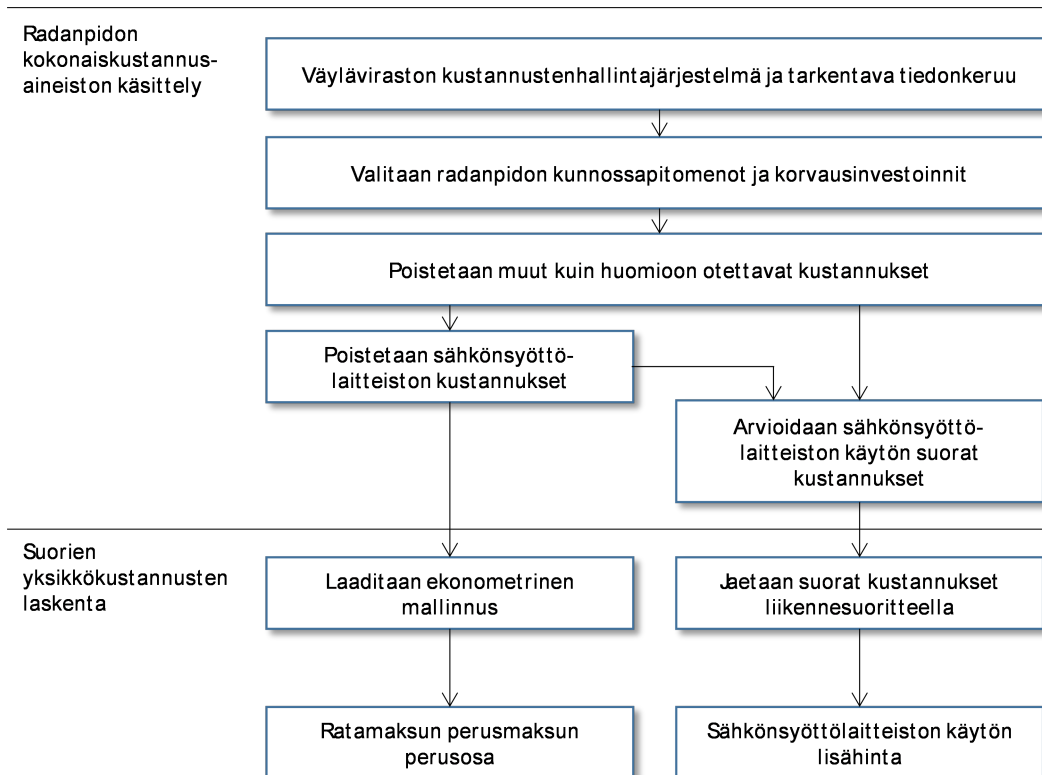 Radanpidon
kokonaiskustannus-
aineiston käsittely
Väyläviraston kustannustenhallintajärjestelmä ja tarkentava tiedonkeruu
Valitaan radanpidon kunnossapitomenot ja korvausinvestoinnit
Poistetaan muut kuin huomioon otettavat kustannukset
Poistetaan sähkönsyöttö-
laitteiston kustannukset
Arvioidaan sähkönsyöttö-
laitteiston käytön suorat
kustannukset
Suorien
yksikkökustannusten
laskenta
Laaditaan ekonometrinen
mallinnus
Jaetaan suorat kustannukset
liikennesuoritteella
Ratamaksun perusmaksun
perusosa
Sähkönsyöttölaitteiston käytön
lisähinta